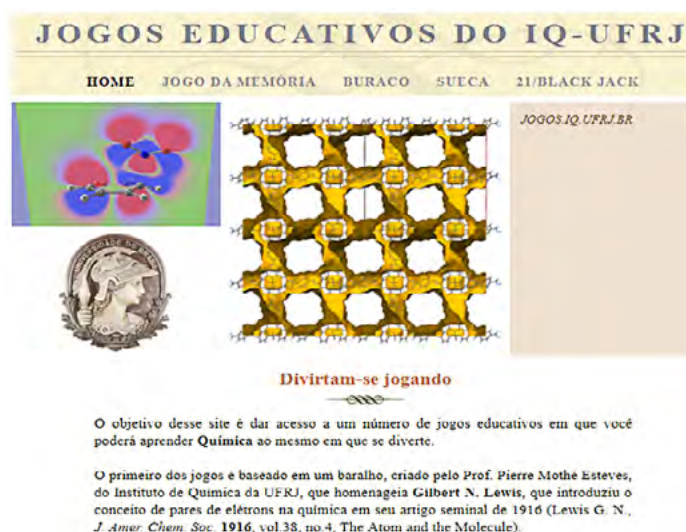 JOGOS EDUCATIVOS DO IQ-UFRJ
HOME JOGO DA MEMÓRIA BURACO SUECA 21/BLACK JACK
JOGOS.IQ.UFRJ.BR
Divirtam-se jogando
O objetivo desse site é dar acesso a um número de jogos educativos em que você
poderá aprender Química ao mesmo em que se diverte.
O primeiro dos jogos é baseado em um baralho, criado pelo Prof. Pierre Mothé Esteves,
do Instituto de Química da UFRJ, que homenageia Gilbert N. Lewis, que introduziu o
conceito de pares de elétrons na química em seu artigo seminal de 1916 (Lewis G. N.,
J. Amer. Chem. Soc. 1916, vol.38, no.4, The Atom and the Molecule).